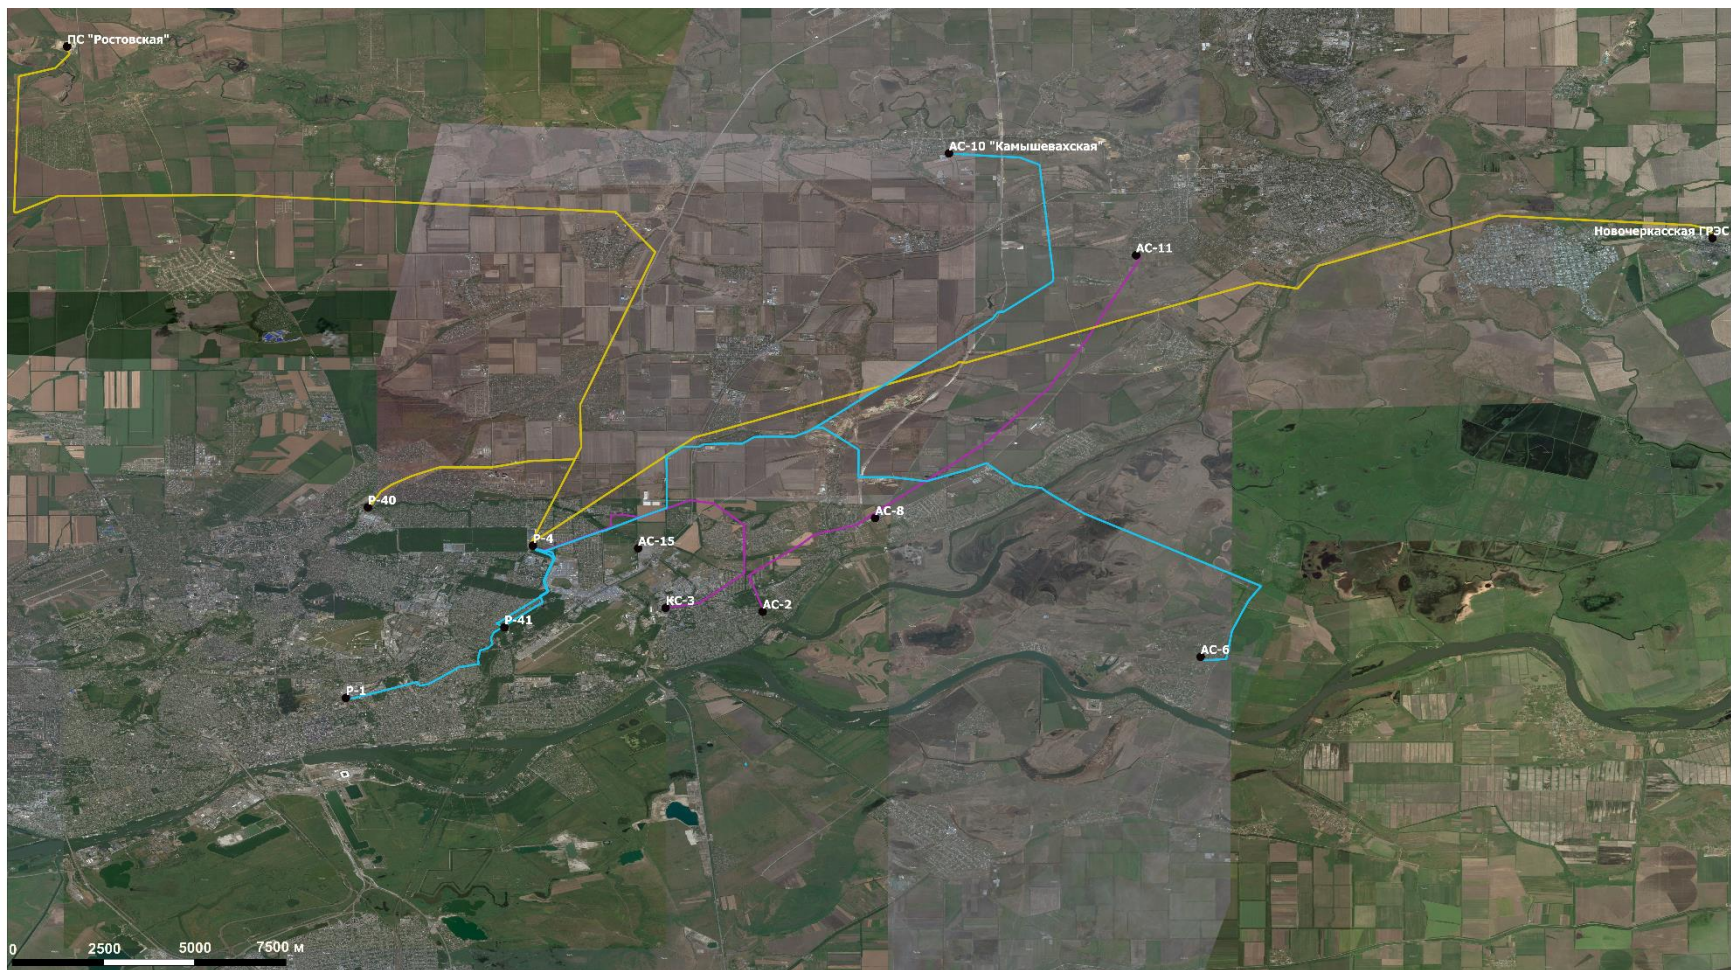 ПС "Ростовская"
АС-10 "Камышевахская"
Новочеркасская ГРЭС
АС-11
Р-40
АС-8
Р-4
АС-15
КС-3
АС-2
Р-41
АС-6
Р-1
0 2500 5000 7500 м